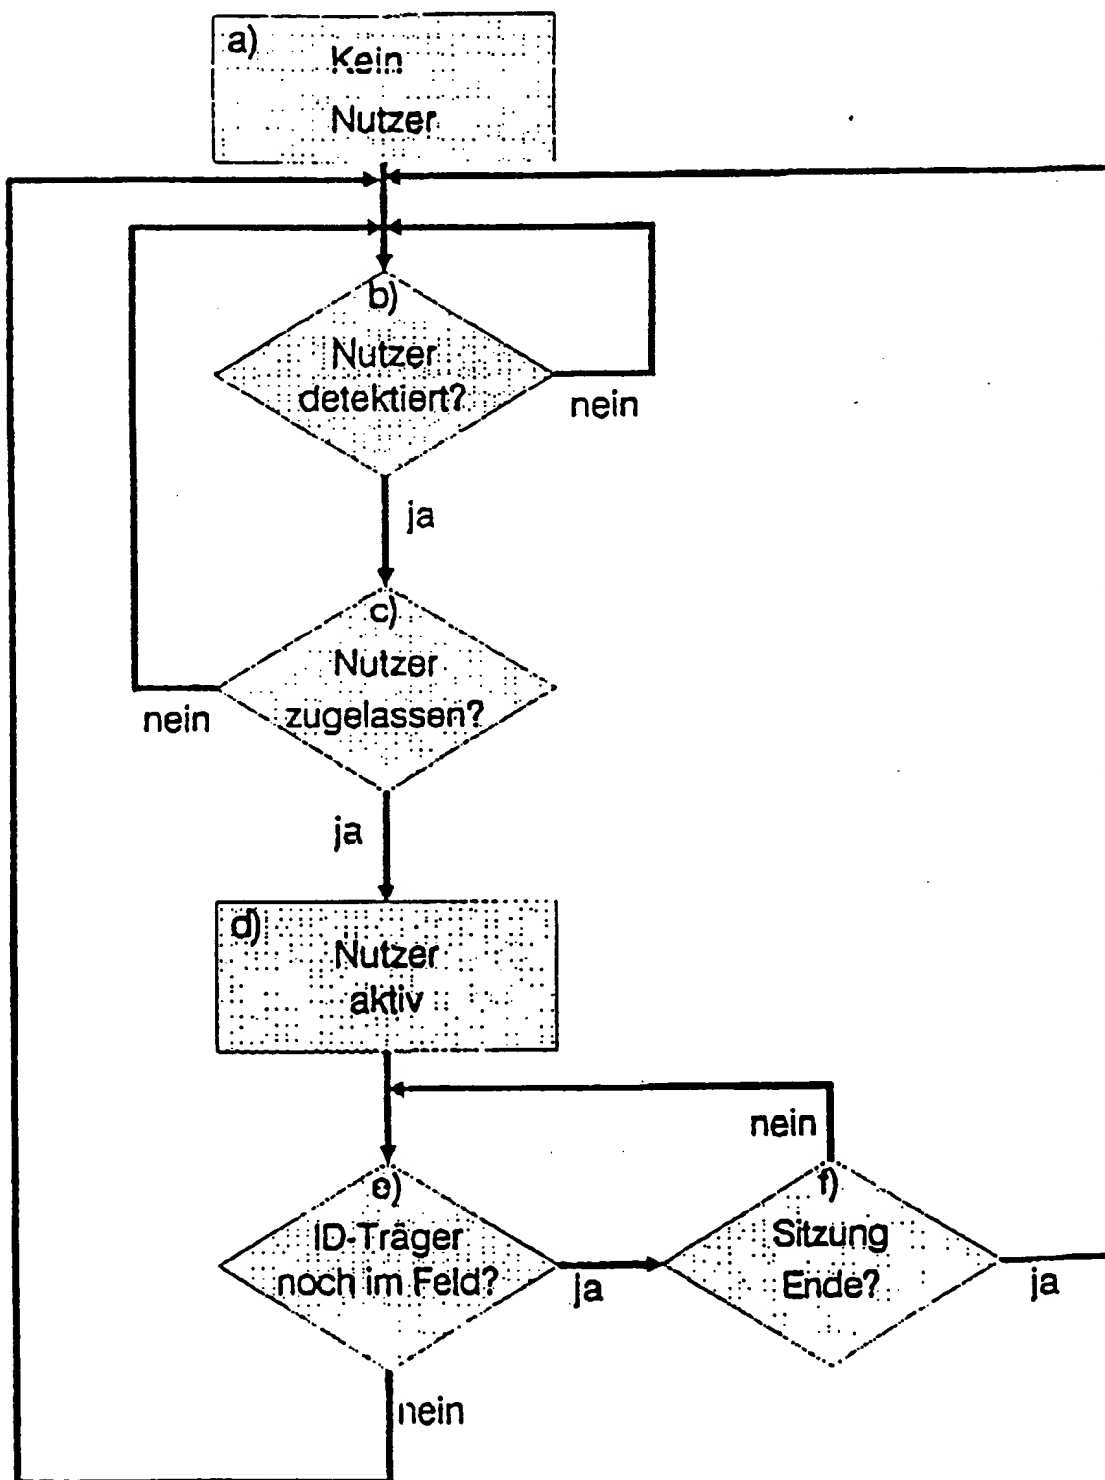 a)
Kein
Nutzer
b)
Nutzer
detektiert?
nein
ja
c)
Nutzer
zugelassen?
nein
ja
d)
Nutzer
aktiv
nein
e)
ID-Träger
noch im Feld?
ja
f)
Sitzung
Ende?
ja
nein